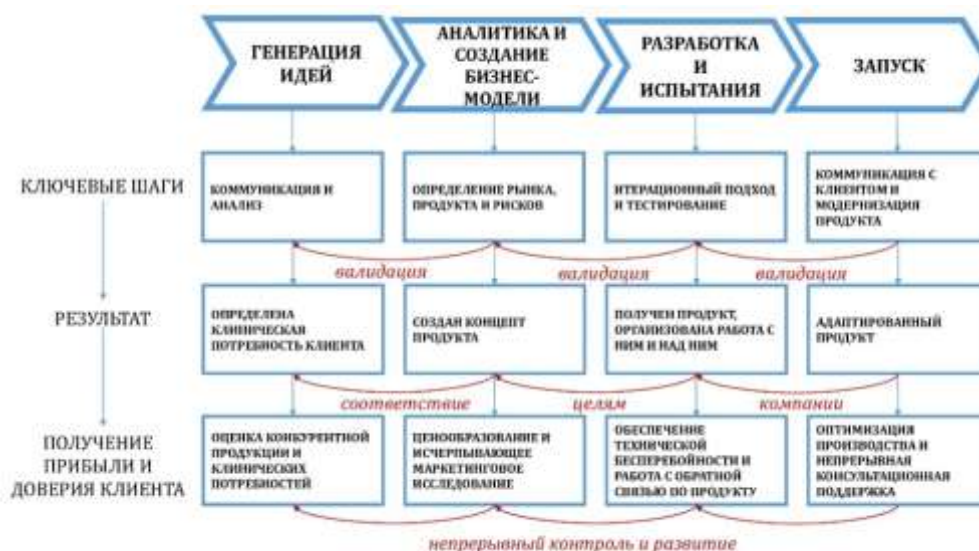 ГЕНЕРАЦИЯ
ИДЕЙ
АНАЛИТИКА И
СОЗДАНИЕ
БИЗНЕС-
МОДЕЛИ
РАЗРАБОТКА
И
ИСПЫТАНИЯ
ЗАПУСК
КЛЮЧЕВЫЕ ШАГИ
КОММУНИКАЦИЯ И
АНАЛИЗ
ОПРЕДЕЛЕНИЕ РЫНКА,
ПРОДУКТА И РИСКОВ
ИТЕРАЦИОННЫЙ ПОДХОД
И ТЕСТИРОВАНИЕ
КОММУНИКАЦИЯ С
КЛИЕНТОМ И
МОДЕРНИЗАЦИЯ
ПРОДУКТА
валидация
валидация
валидация
РЕЗУЛЬТАТ
ОПРЕДЕЛЕНА
КЛИНИЧЕСКАЯ
ПОТРЕБНОСТЬ КЛИЕНТА
СОЗДАН КОНЦЕПТ
ПРОДУКТА
ПОЛУЧЕН ПРОДУКТ,
ОРГАНИЗОВАНА РАБОТА С
НИМ И НАД НИМ
АДАПТИРОВАННЫЙ
ПРОДУКТ
соответствие
целям
компании
ПОЛУЧЕНИЕ
ПРИБЫЛИ И
ДОВЕРИЯ КЛИЕНТА
ОЦЕНКА КОНКУРЕНТНОЙ
ПРОДУКЦИИ И
КЛИНИЧЕСКИХ
ПОТРЕБНОСТЕЙ
ЦЕНООБРАЗОВАНИЕ И
ИСЧЕРПЫВАЮЩЕЕ
МАРКЕТИНГОВОЕ
ИССЛЕДОВАНИЕ
ОБЕСПЕЧЕНИЕ
ТЕХНИЧЕСКОЙ
БЕСПЕРЕБОЙНОСТИ И
РАБОТА С ОБРАТНОЙ
СВЯЗЬЮ ПО ПРОДУКТУ
ОПТИМИЗАЦИЯ
ПРОИЗВОДСТВА И
НЕПРЕРЫВНАЯ
КОНСУЛЬТАЦИОННАЯ
ПОДДЕРЖКА
непрерывный контроль и развитие